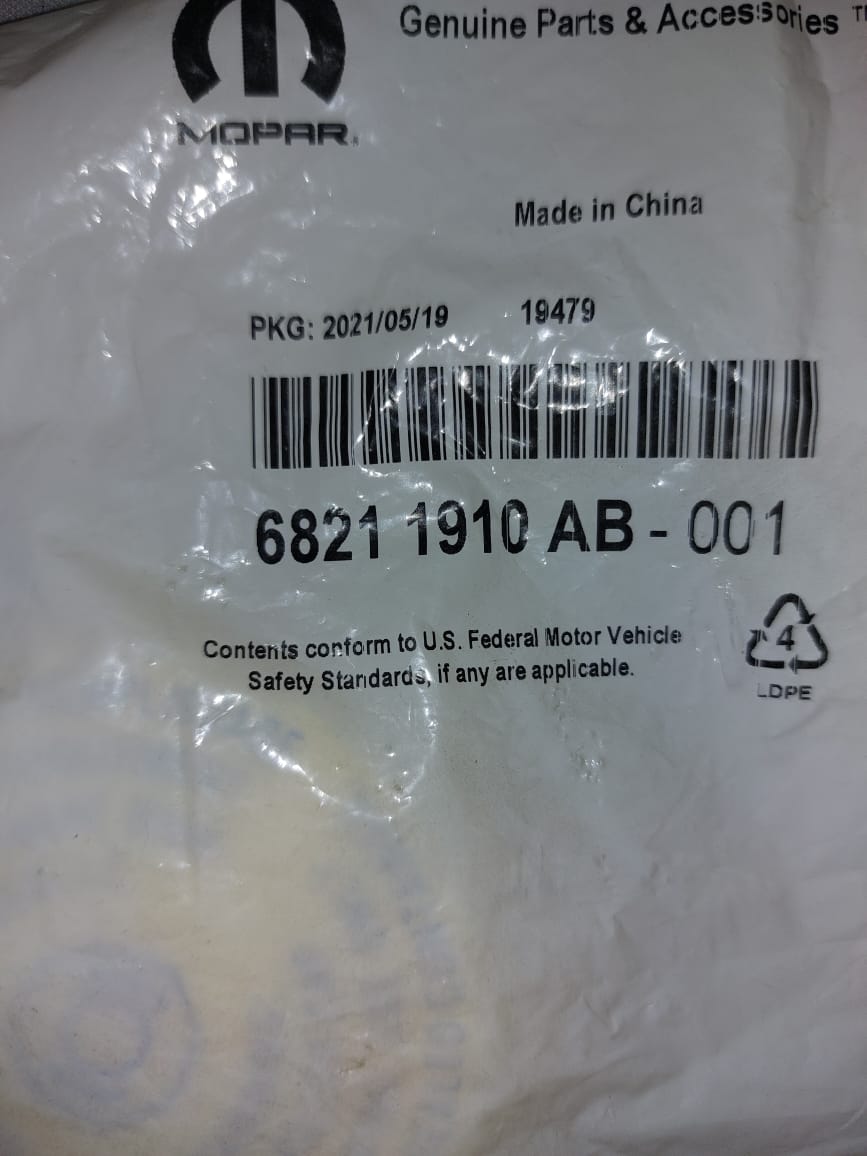 Genuine Parts & Accessories
MOPAR
Made in China
PKG: 2021/05/19 19479
6821 1910 AB - 001
Contents conform to U.S. Federal Motor Vehicle
Safety Standards, if any are applicable.
4
LDPE